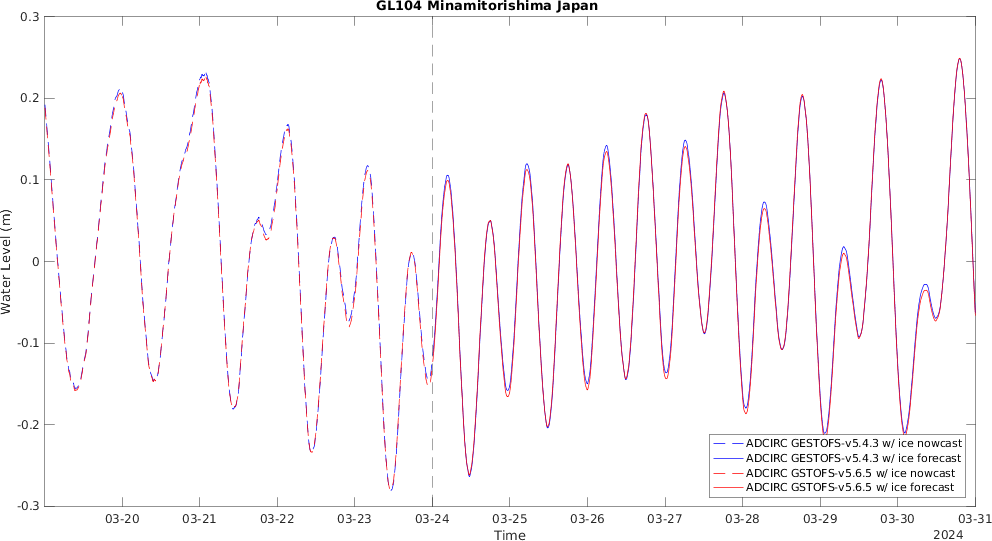 GL104 Minamitorishima Japan
0.3
0.2
0.1
0
-0.1
-0.2
-0.3
Water Level (m)
03-20 03-21 03-22 03-23 03-24 03-25 03-26 03-27 03-28 03-29 03-30 03-31
Time
2024
ADCIRC GESTOFS-v5.4.3 w/ ice nowcast
ADCIRC GESTOFS-v5.4.3 w/ ice forecast
ADCIRC GSTOFS-v5.6.5 w/ ice nowcast
ADCIRC GSTOFS-v5.6.5 w/ ice forecast